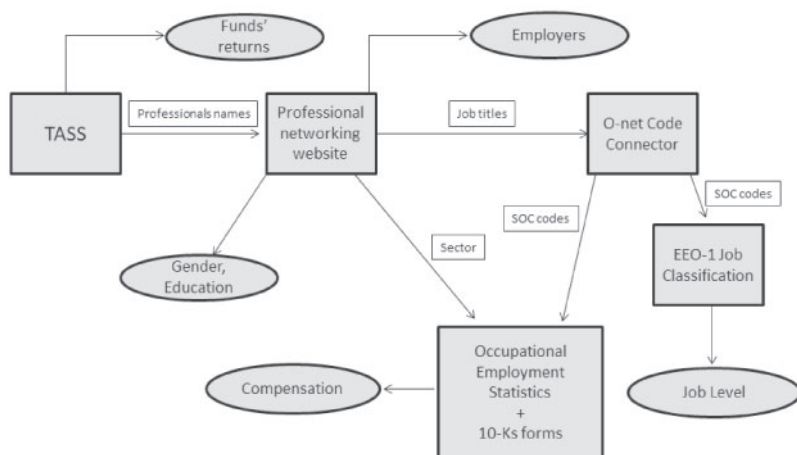 Funds'
returns
Employers
TASS
Professionals names
Professional
networking
website
Job titles
O-net Code
Connector
SOC codes
SOC codes
Sector
Gender,
Education
EEO-1 Job
Classification
Occupational
Employment
Statistics
+
10-Ks forms
Compensation
Job Level